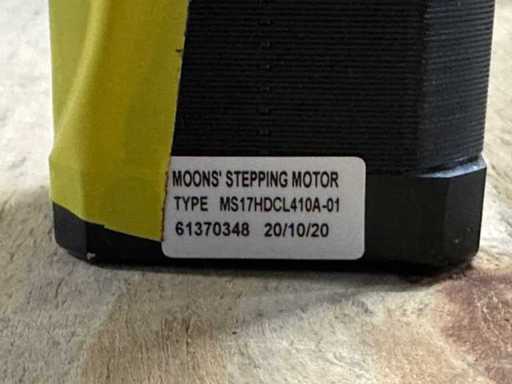 MOONS' STEPPING MOTOR
TYPE MS17HDCL410A-01
61370348 20/10/20